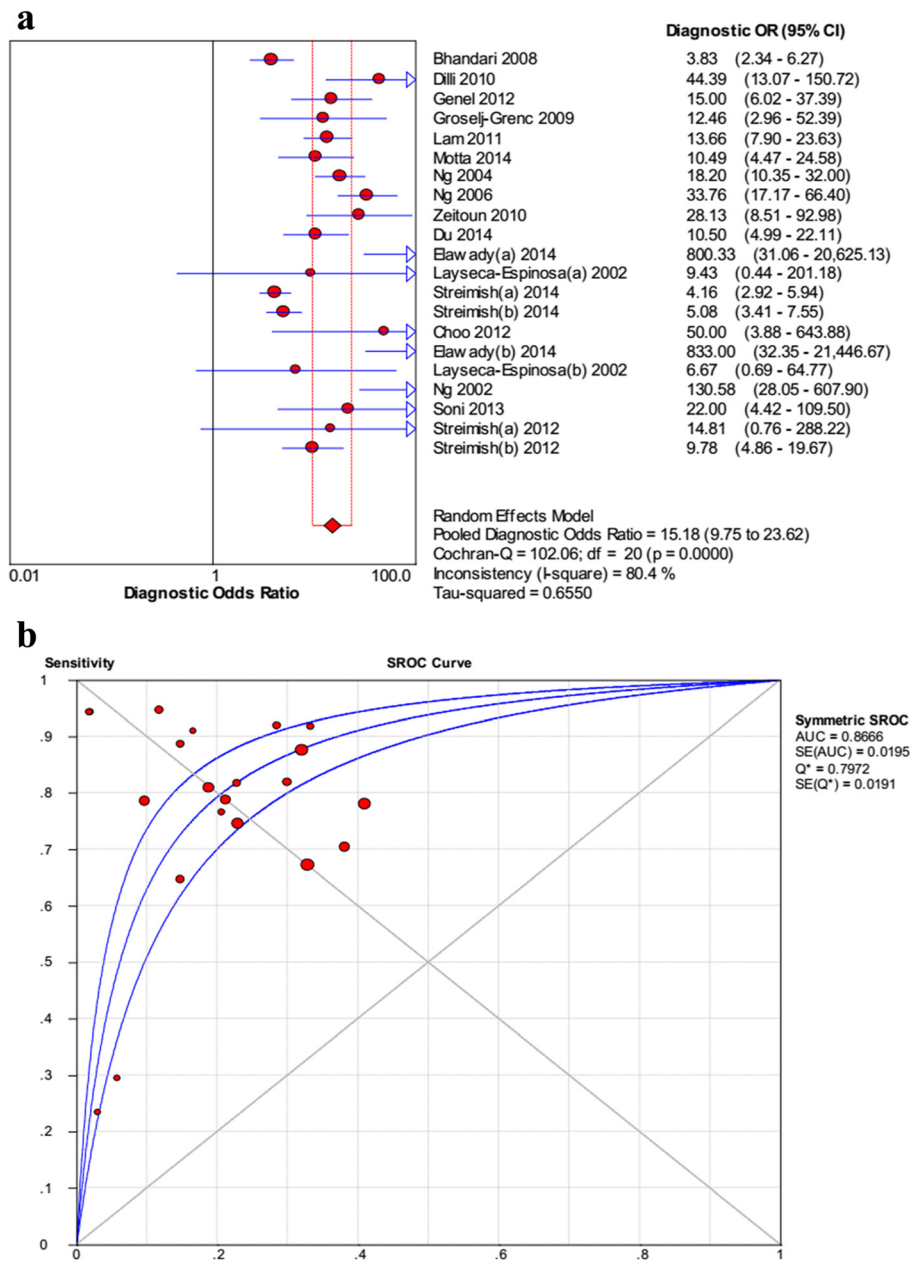 a
Diagnostic OR (95% CI)
Bhandari 2008 3.83 (2.34 - 6.27)
Dilli 2010 44.39 (13.07 - 150.72)
Genel 2012 15.00 (6.02 - 37.39)
Groselj-Grenc 2009 12.46 (2.96 - 52.39)
Lam 2011 13.66 (7.90 - 23.63)
Motta 2014 10.49 (4.47 - 24.58)
Ng 2004 18.20 (10.35 - 32.00)
Ng 2006 33.76 (17.17 - 66.40)
Zeitoun 2010 28.13 (8.51 - 92.98)
Du 2014 10.50 (4.99 - 22.11)
Elawady(a) 2014 800.33 (31.06 - 20,625.13)
Layseca-Espinosa(a) 2002 9.43 (0.44 - 201.18)
Streimish(a) 2014 4.16 (2.92 - 5.94)
Streimish(b) 2014 5.08 (3.41 - 7.55)
Choo 2012 50.00 (3.88 - 643.88)
Elawady(b) 2014 833.00 (32.35 - 21,446.67)
Layseca-Espinosa(b) 2002 6.67 (0.69 - 64.77)
Ng 2002 130.58 (28.05 - 607.90)
Soni 2013 22.00 (4.42 - 109.50)
Streimish(a) 2012 14.81 (0.76 - 288.22)
Streimish(b) 2012 9.78 (4.86 - 19.67)
Random Effects Model
Pooled Diagnostic Odds Ratio = 15.18 (9.75 to 23.62)
Cochran-Q = 102.06; df = 20 (p = 0.0000)
Inconsistency (I-square) = 80.4 %
Tau-squared = 0.6550
0.01 1 100.0
Diagnostic Odds Ratio
b
Sensitivity SROC Curve
1
.9
.8
.7
.6
.5
.4
.3
.2
.1
0
0 .2 .4 .6 .8 1
Symmetric SROC
AUC = 0.8666
SE(AUC) = 0.0195
Q* = 0.7972
SE(Q*) = 0.0191